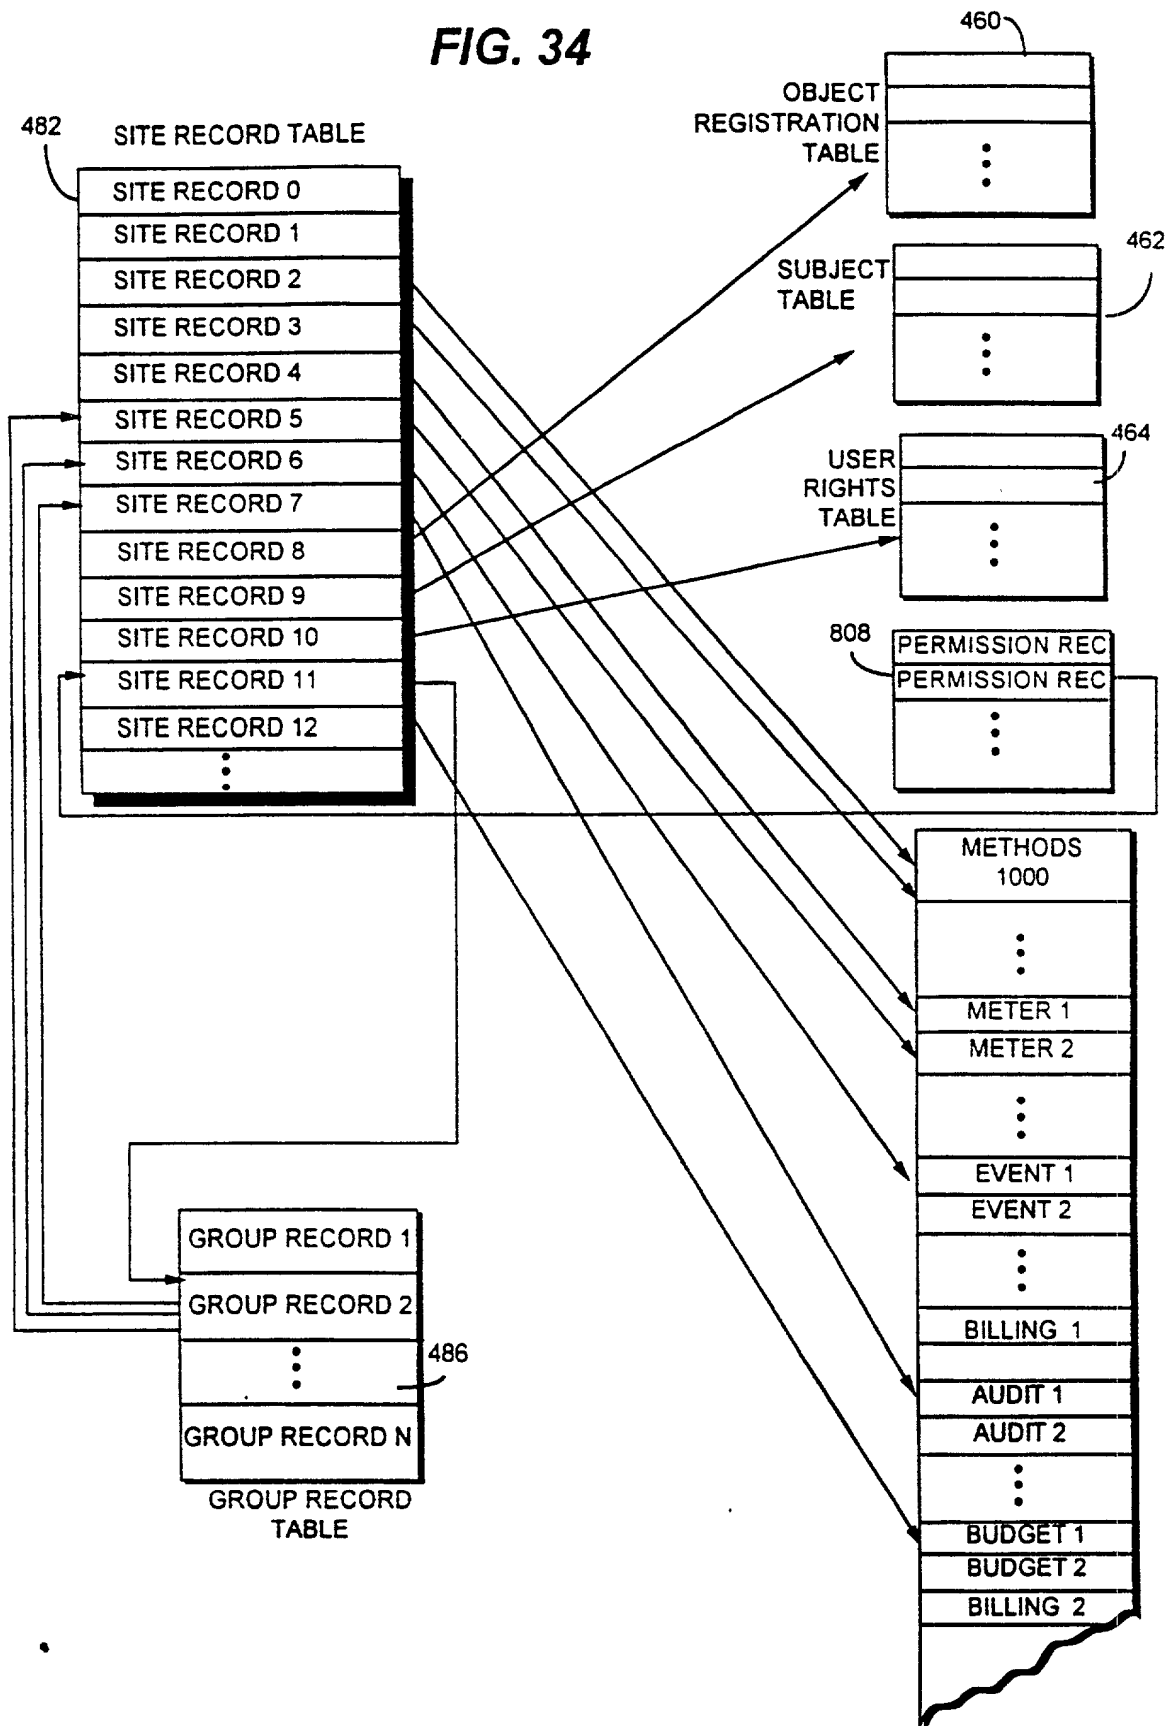 FIG. 34
482
SITE RECORD TABLE
SITE RECORD 0
SITE RECORD 1
SITE RECORD 2
SITE RECORD 3
SITE RECORD 4
SITE RECORD 5
SITE RECORD 6
SITE RECORD 7
SITE RECORD 8
SITE RECORD 9
SITE RECORD 10
SITE RECORD 11
SITE RECORD 12
460
OBJECT
REGISTRATION
TABLE
462
SUBJECT
TABLE
464
USER
RIGHTS
TABLE
808
PERMISSION REC
PERMISSION REC
METHODS
1000
METER 1
METER 2
EVENT 1
EVENT 2
BILLING 1
AUDIT 1
AUDIT 2
BUDGET 1
BUDGET 2
BILLING 2
GROUP RECORD 1
GROUP RECORD 2
486
GROUP RECORD N
GROUP RECORD
TABLE